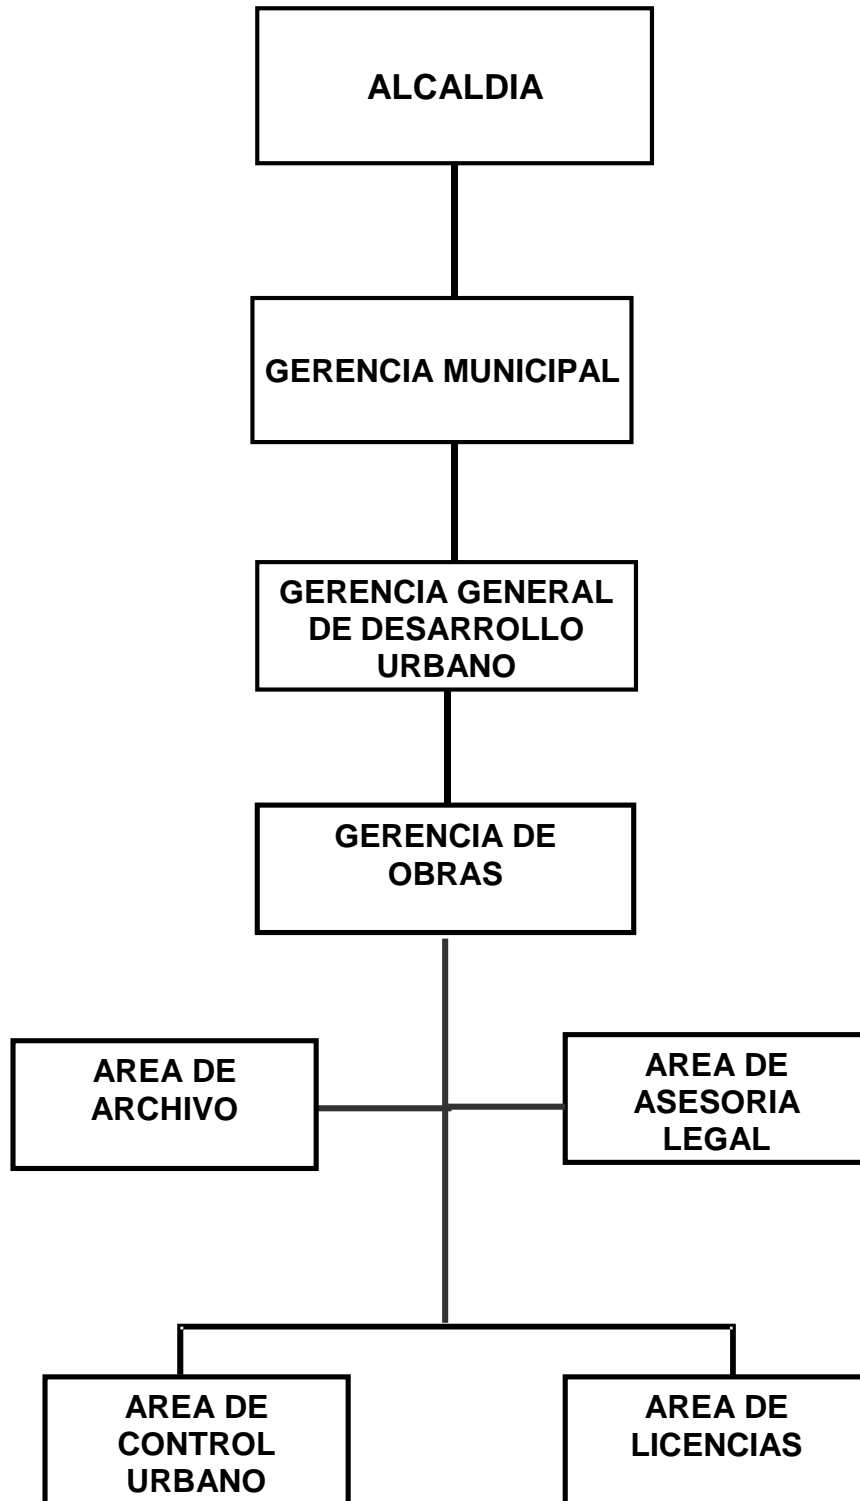 ALCALDIA
GERENCIA MUNICIPAL
GERENCIA GENERAL
DE DESARROLLO
URBANO
GERENCIA DE
OBRAS
AREA DE
ARCHIVO
AREA DE
ASESORIA
LEGAL
AREA DE
CONTROL
URBANO
AREA DE
LICENCIAS